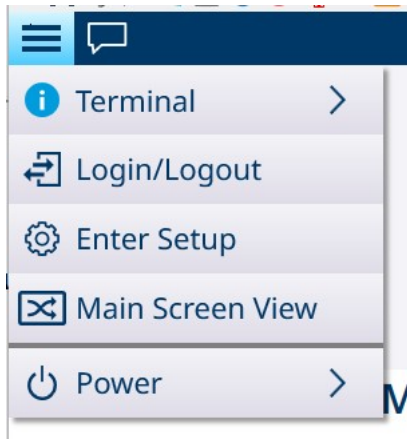 Terminal
Login/Logout
Enter Setup
Main Screen View
Power
M